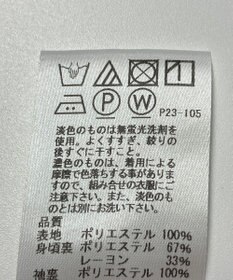 P23-105
淡色のものは無蛍光洗剤を
使用。よくすすぎ、絞りの
後すぐに干すこと。
濃色のものは、着用による
摩擦で色落ちする事があります
ので、組み合せの衣服にご
注意下さい。また、淡色のも
のとは別にお洗い下さい。
品質
表地 ポリエステル 100%
身頃裏 ポリエステル 67%
レーヨン 33%
袖裏 ポリエステル 100%